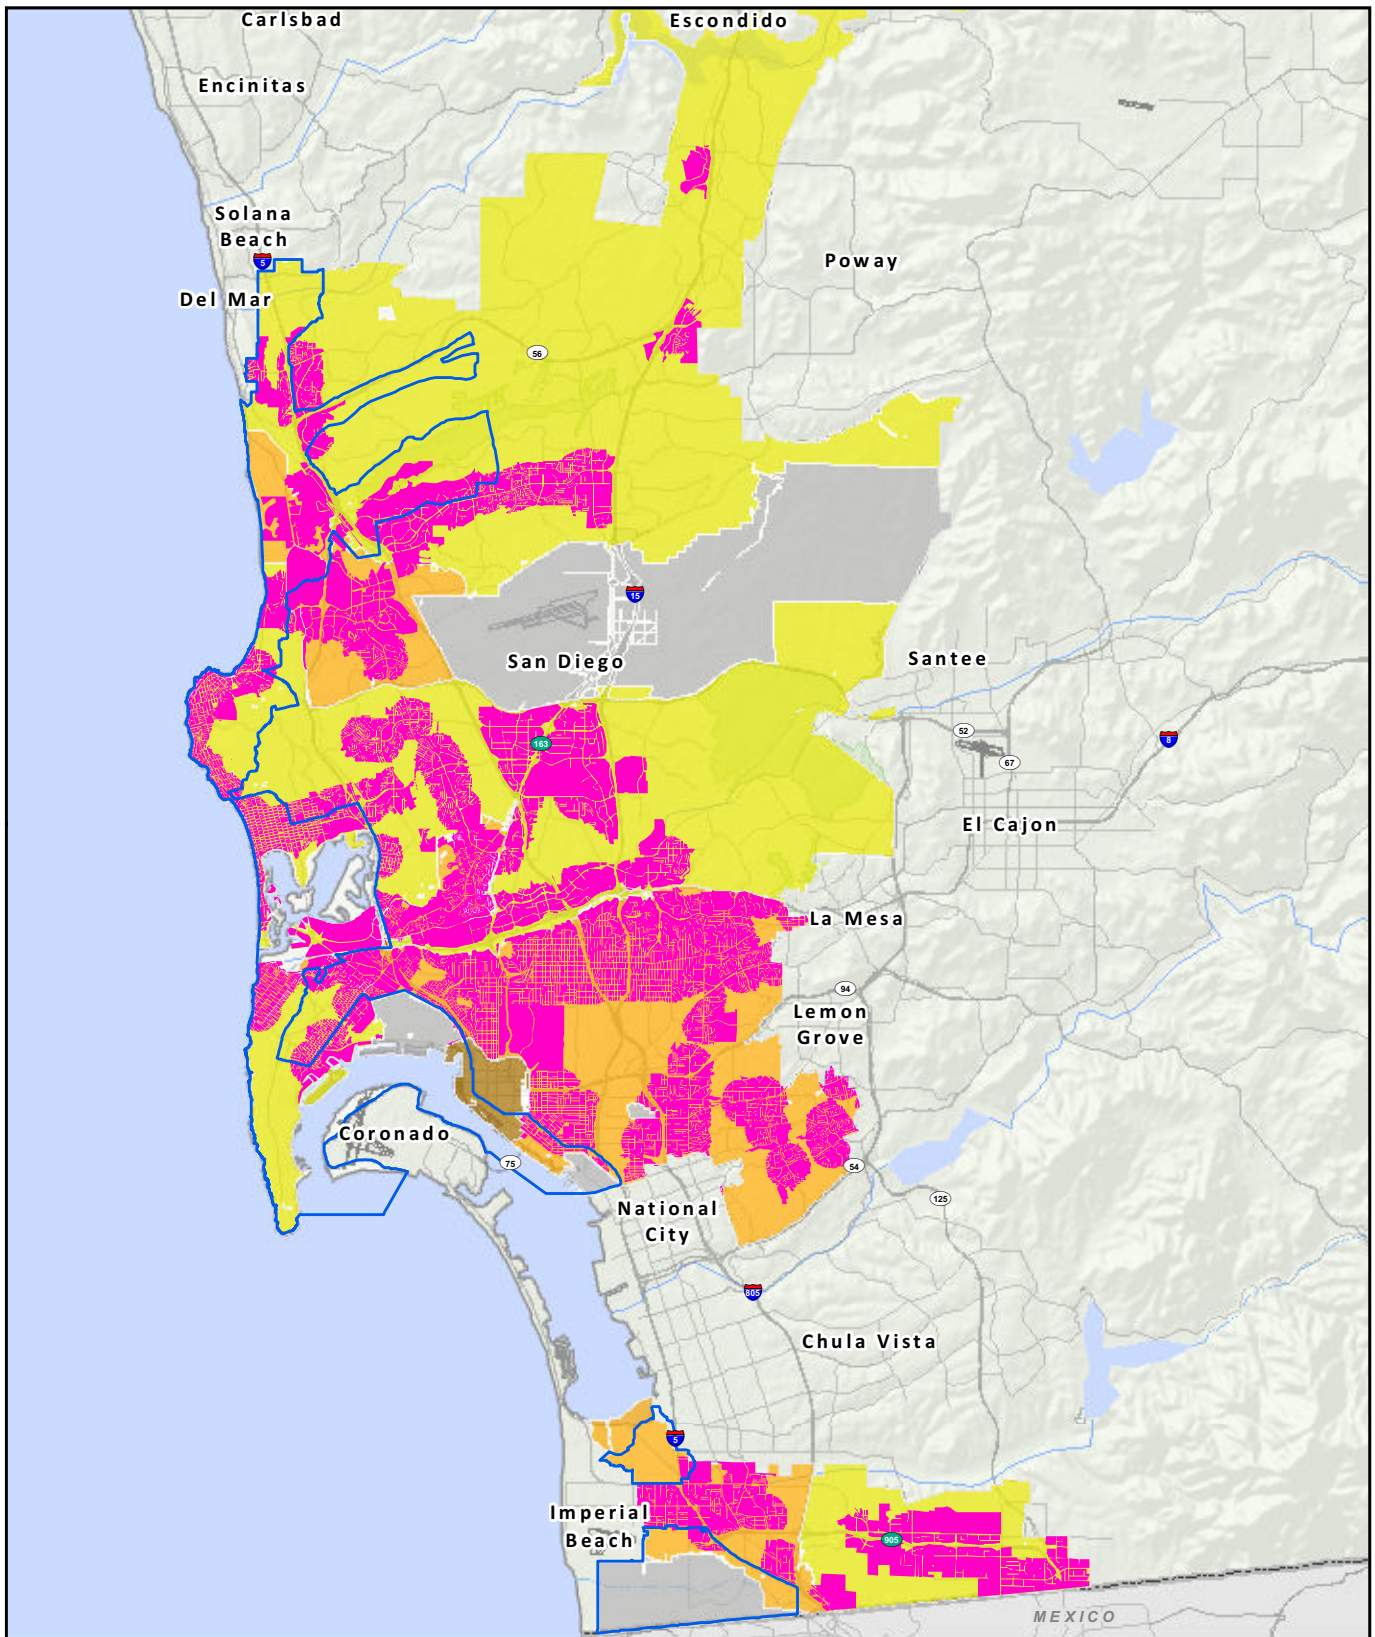 Carlsbad
Escondido
Encinitas
Solana
Beach
5
Poway
Del Mar
56
15
San Diego
Santee
52
8
163
67
El Cajon
La Mesa
94
Lemon
Grove
Coronado
75
54
125
National
City
805
Chula Vista
5
Imperial
Beach
905
MEXICO